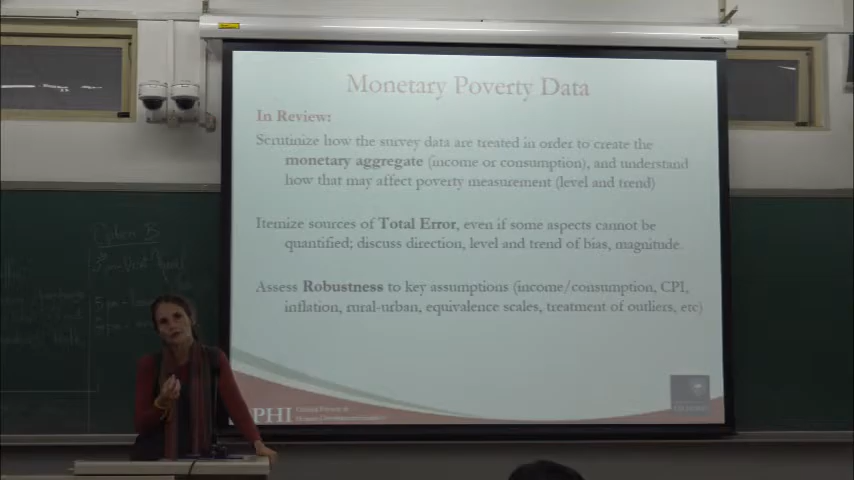 Monetary Poverty Data
In Review:
Scrutinize how the survey data are treated in order to create the
monetary aggregate (income or consumption), and understand
how that may affect poverty measurement (level and trend)
Itemize sources of Total Error, even if some aspects cannot be
quantified; discuss direction, level and trend of bias, magnitude.
Assess Robustness to key assumptions (income/consumption, CPI,
inflation, rural-urban, equivalence scales, treatment of outliers, etc)
PHI
Option B